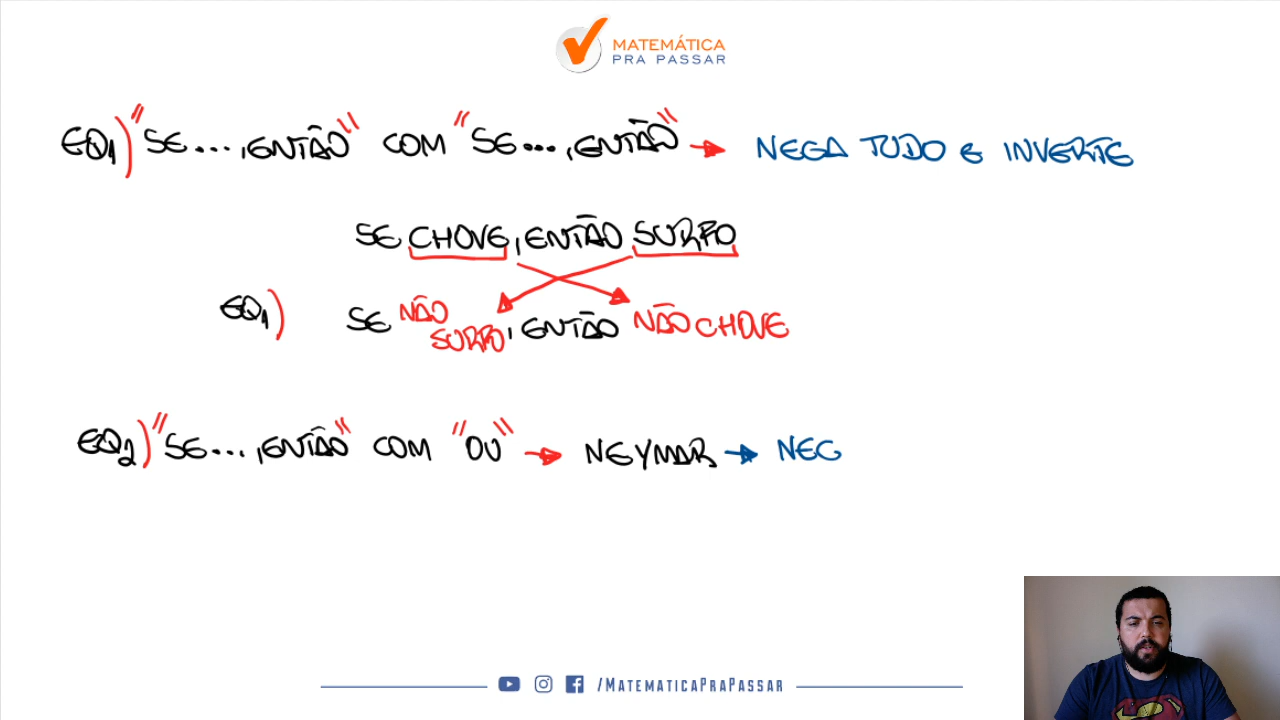 MATEMÁTICA
PRA PASSAR
EQ1) "SE...,ENTÃO" COM "SE...,ENTÃO" → NEGA TUDO E INVERTE
SE CHOVE, ENTÃO SURFO
EQ1) SE NÃO SURFO, ENTÃO NÃO CHOVE
EQ2) "SE...,ENTÃO" COM "OU" → NEYMAR → NEG
/MATEMATICAPRAPASSAR